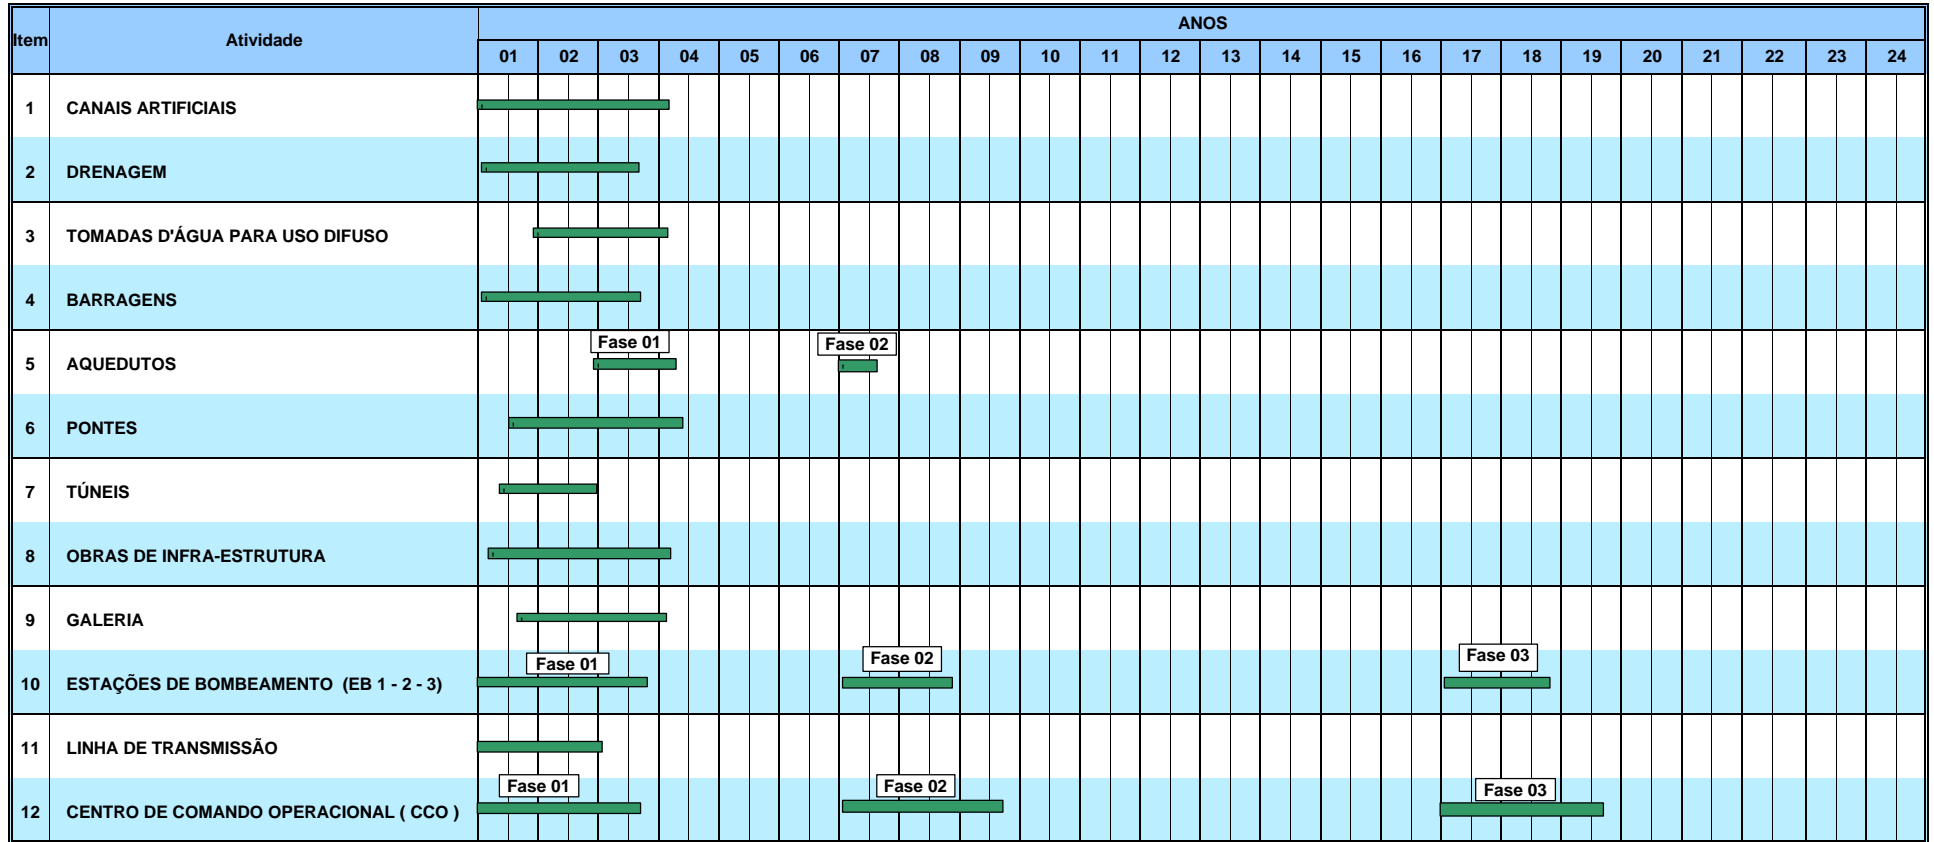 Item Atividade ANOS
01 02 03 04 05 06 07 08 09 10 11 12 13 14 15 16 17 18 19 20 21 22 23 24
1 CANAIS ARTIFICIAIS
2 DRENAGEM
3 TOMADAS D'ÁGUA PARA USO DIFUSO
4 BARRAGENS
Fase 01 Fase 02
5 AQUEDUTOS
6 PONTES
7 TÚNEIS
8 OBRAS DE INFRA-ESTRUTURA
9 GALERIA
Fase 01 Fase 02 Fase 03
10 ESTAÇÕES DE BOMBEAMENTO (EB 1 - 2 - 3)
11 LINHA DE TRANSMISSÃO
Fase 01 Fase 02 Fase 03
12 CENTRO DE COMANDO OPERACIONAL ( CCO )